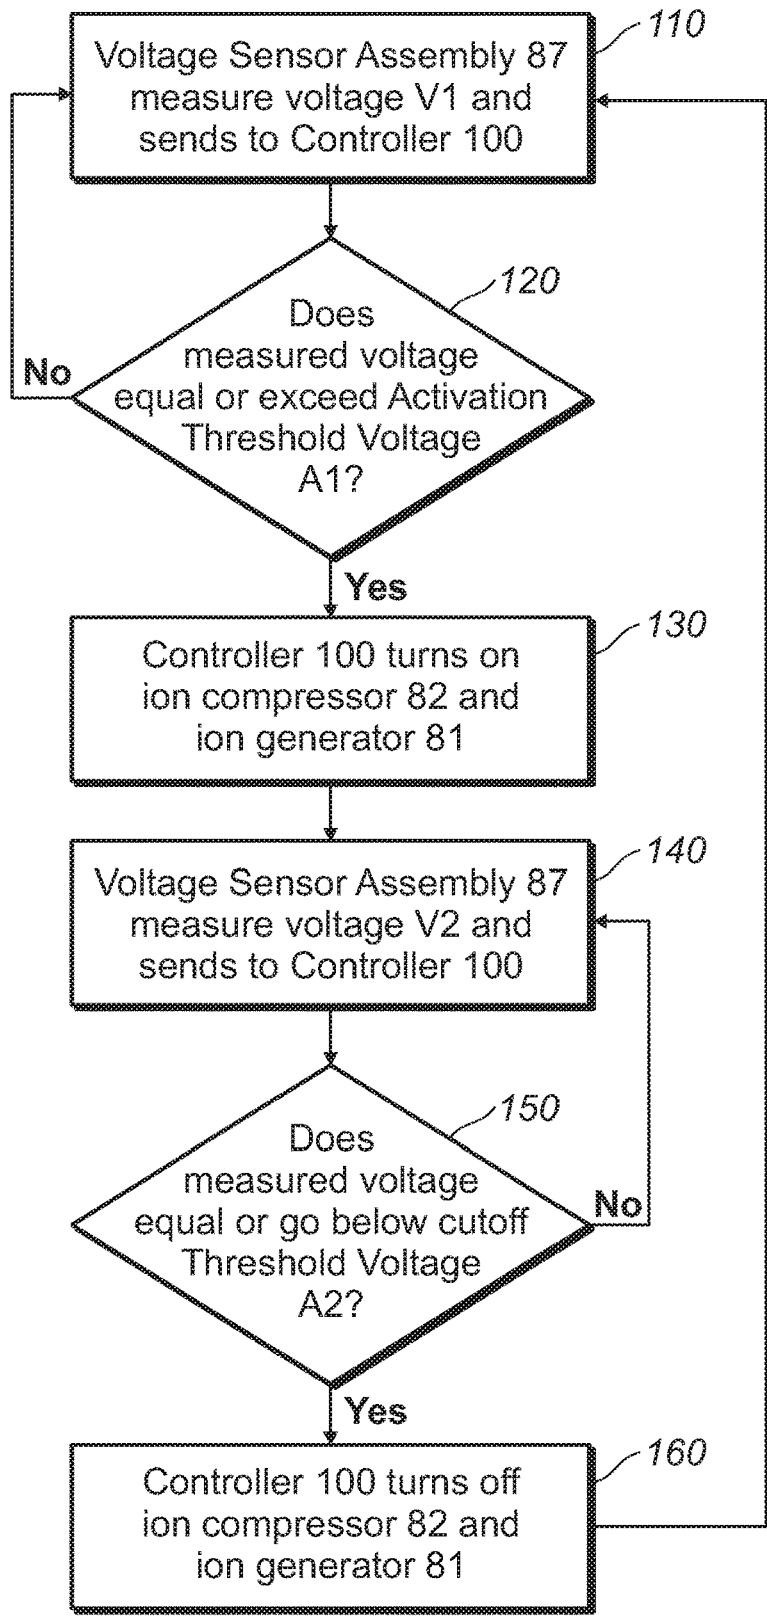 110
Voltage Sensor Assembly 87
measure voltage V1 and
sends to Controller 100
120
Does
measured voltage
equal or exceed Activation
Threshold Voltage
A1?
No
Yes
130
Controller 100 turns on
ion compressor 82 and
ion generator 81
140
Voltage Sensor Assembly 87
measure voltage V2 and
sends to Controller 100
150
Does
measured voltage
equal or go below cutoff
Threshold Voltage
A2?
No
Yes
160
Controller 100 turns off
ion compressor 82 and
ion generator 81